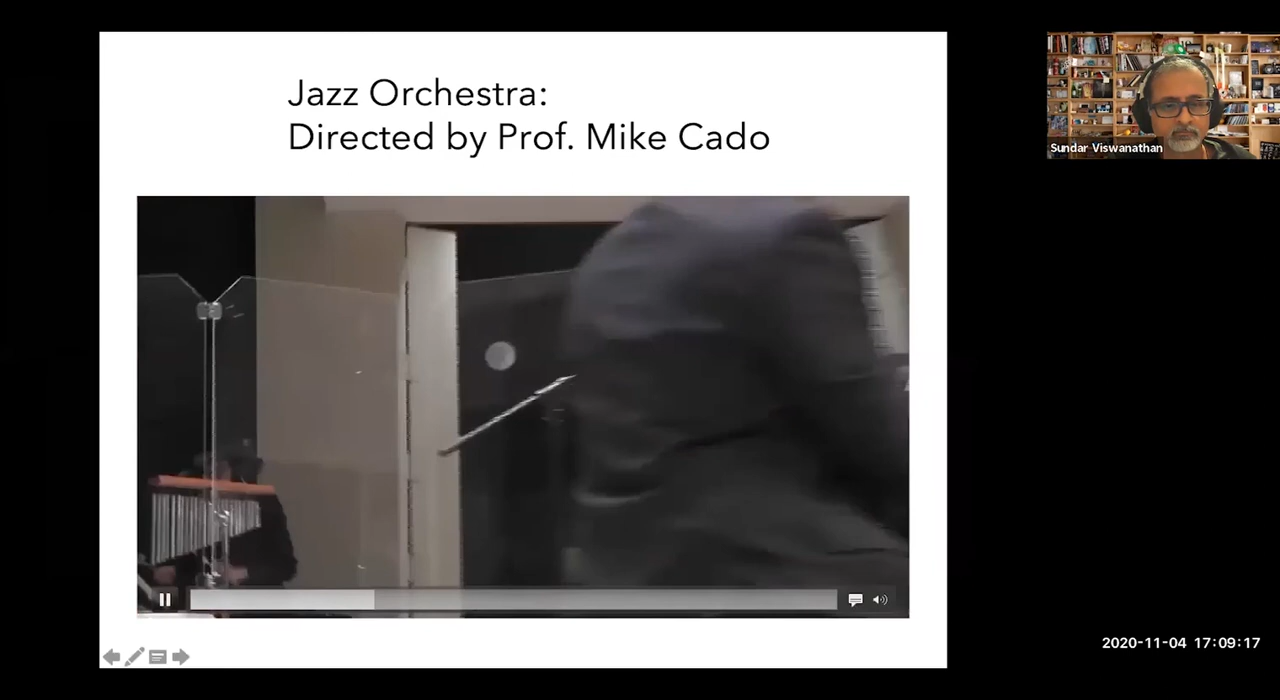 Jazz Orchestra:
Directed by Prof. Mike Cado
Sundar Viswanathan
2020-11-04 17:09:17